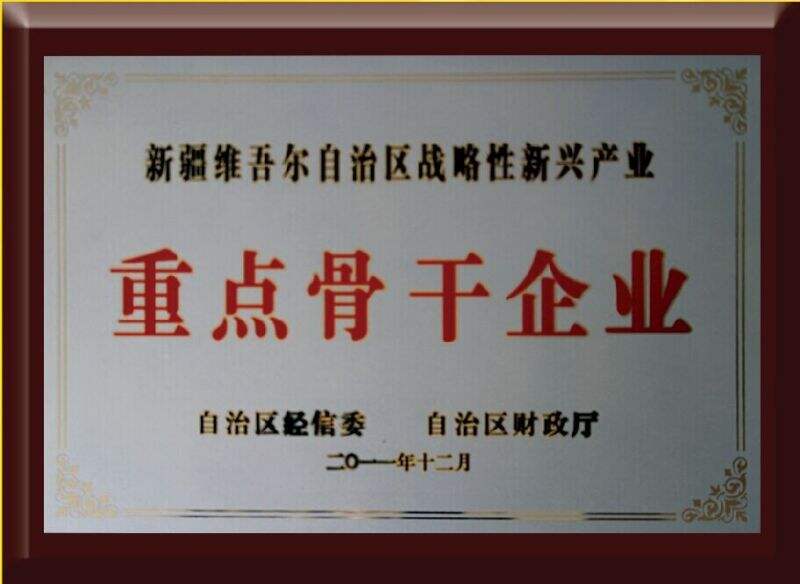 新疆维吾尔自治区战略性新兴产业
重点骨干企业
自治区经信委 自治区财政厅
二〇一一年十二月